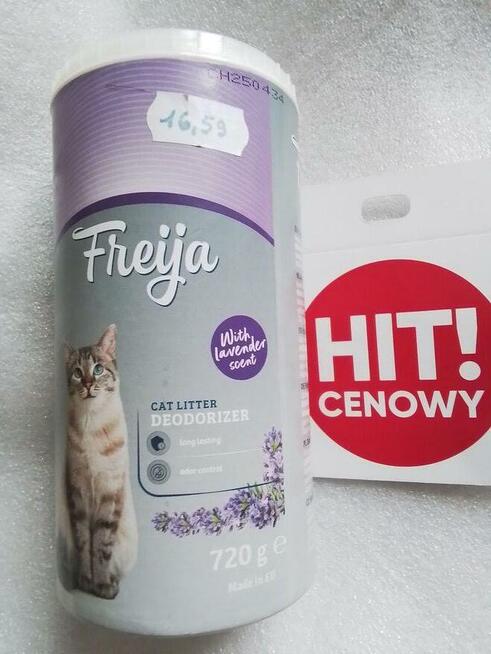 CH250434
16,59
Freija
With
lavender
scent
CAT LITTER
DEODORIZER
long lasting
odor control
720 g e
Made in EU
HIT!
CENOWY